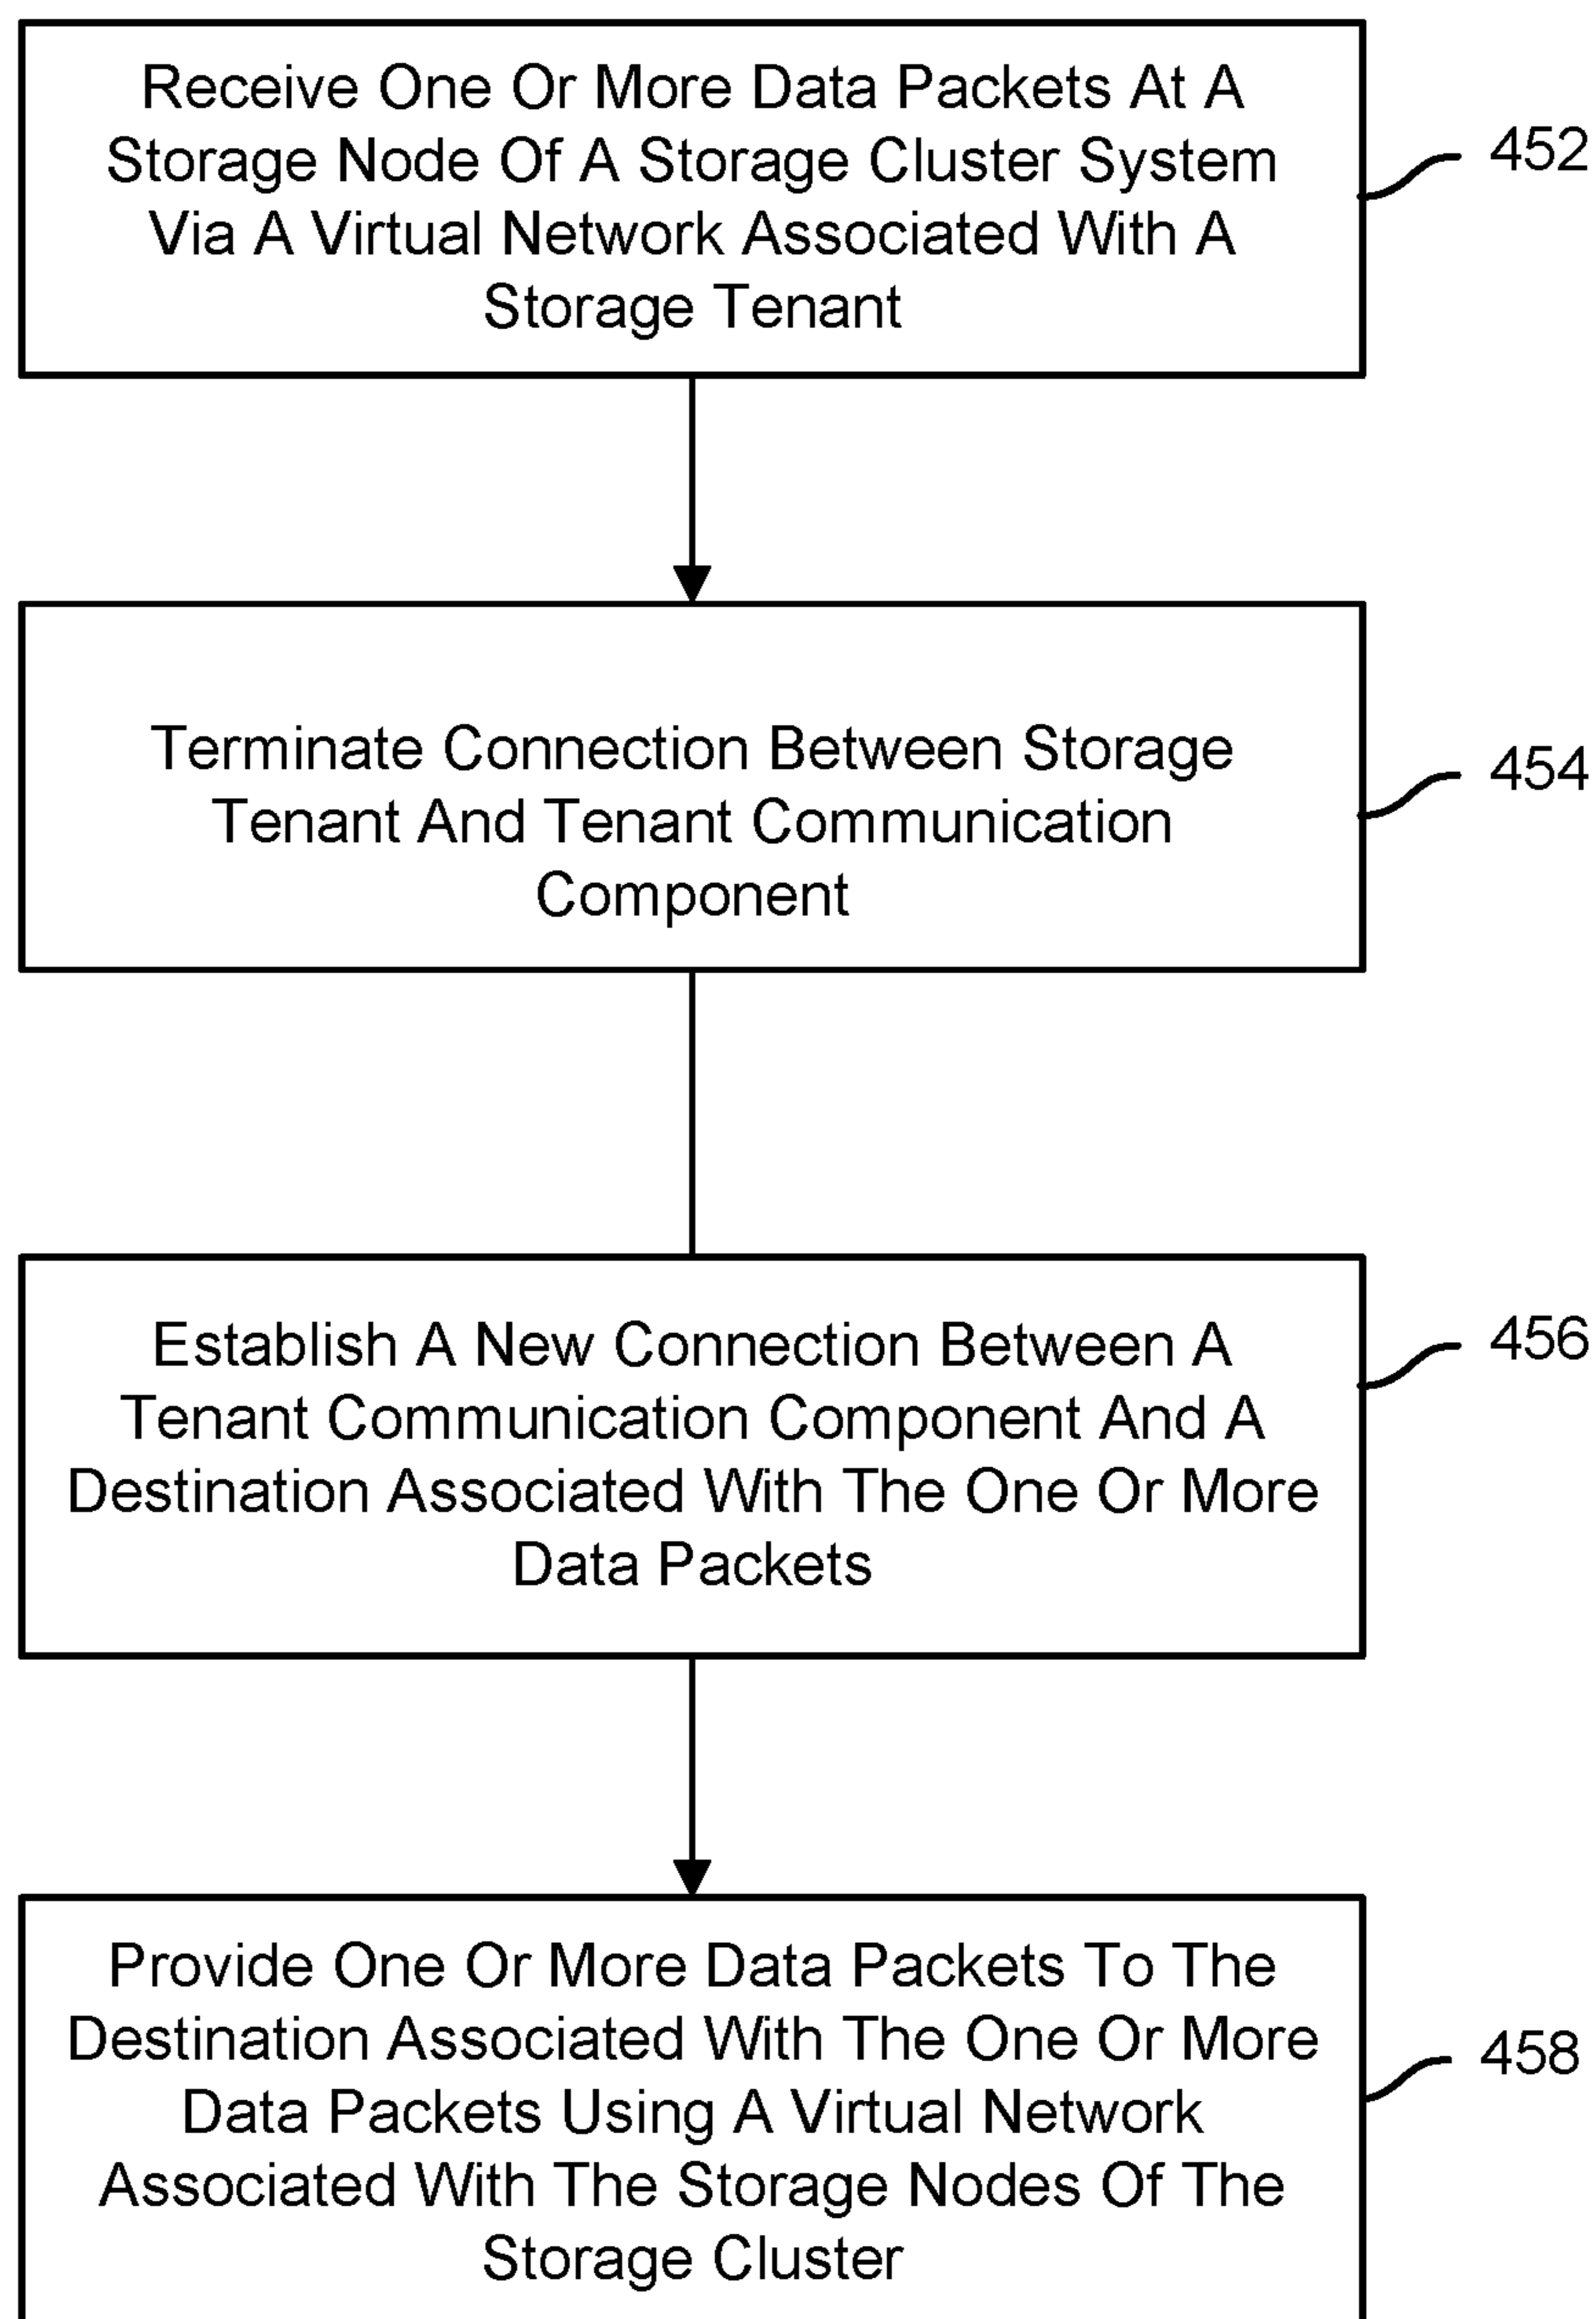 Receive One Or More Data Packets At A
Storage Node Of A Storage Cluster System
Via A Virtual Network Associated With A
Storage Tenant
452
Terminate Connection Between Storage
Tenant And Tenant Communication
Component
454
Establish A New Connection Between A
Tenant Communication Component And A
Destination Associated With The One Or More
Data Packets
456
Provide One Or More Data Packets To The
Destination Associated With The One Or More
Data Packets Using A Virtual Network
Associated With The Storage Nodes Of The
Storage Cluster
458